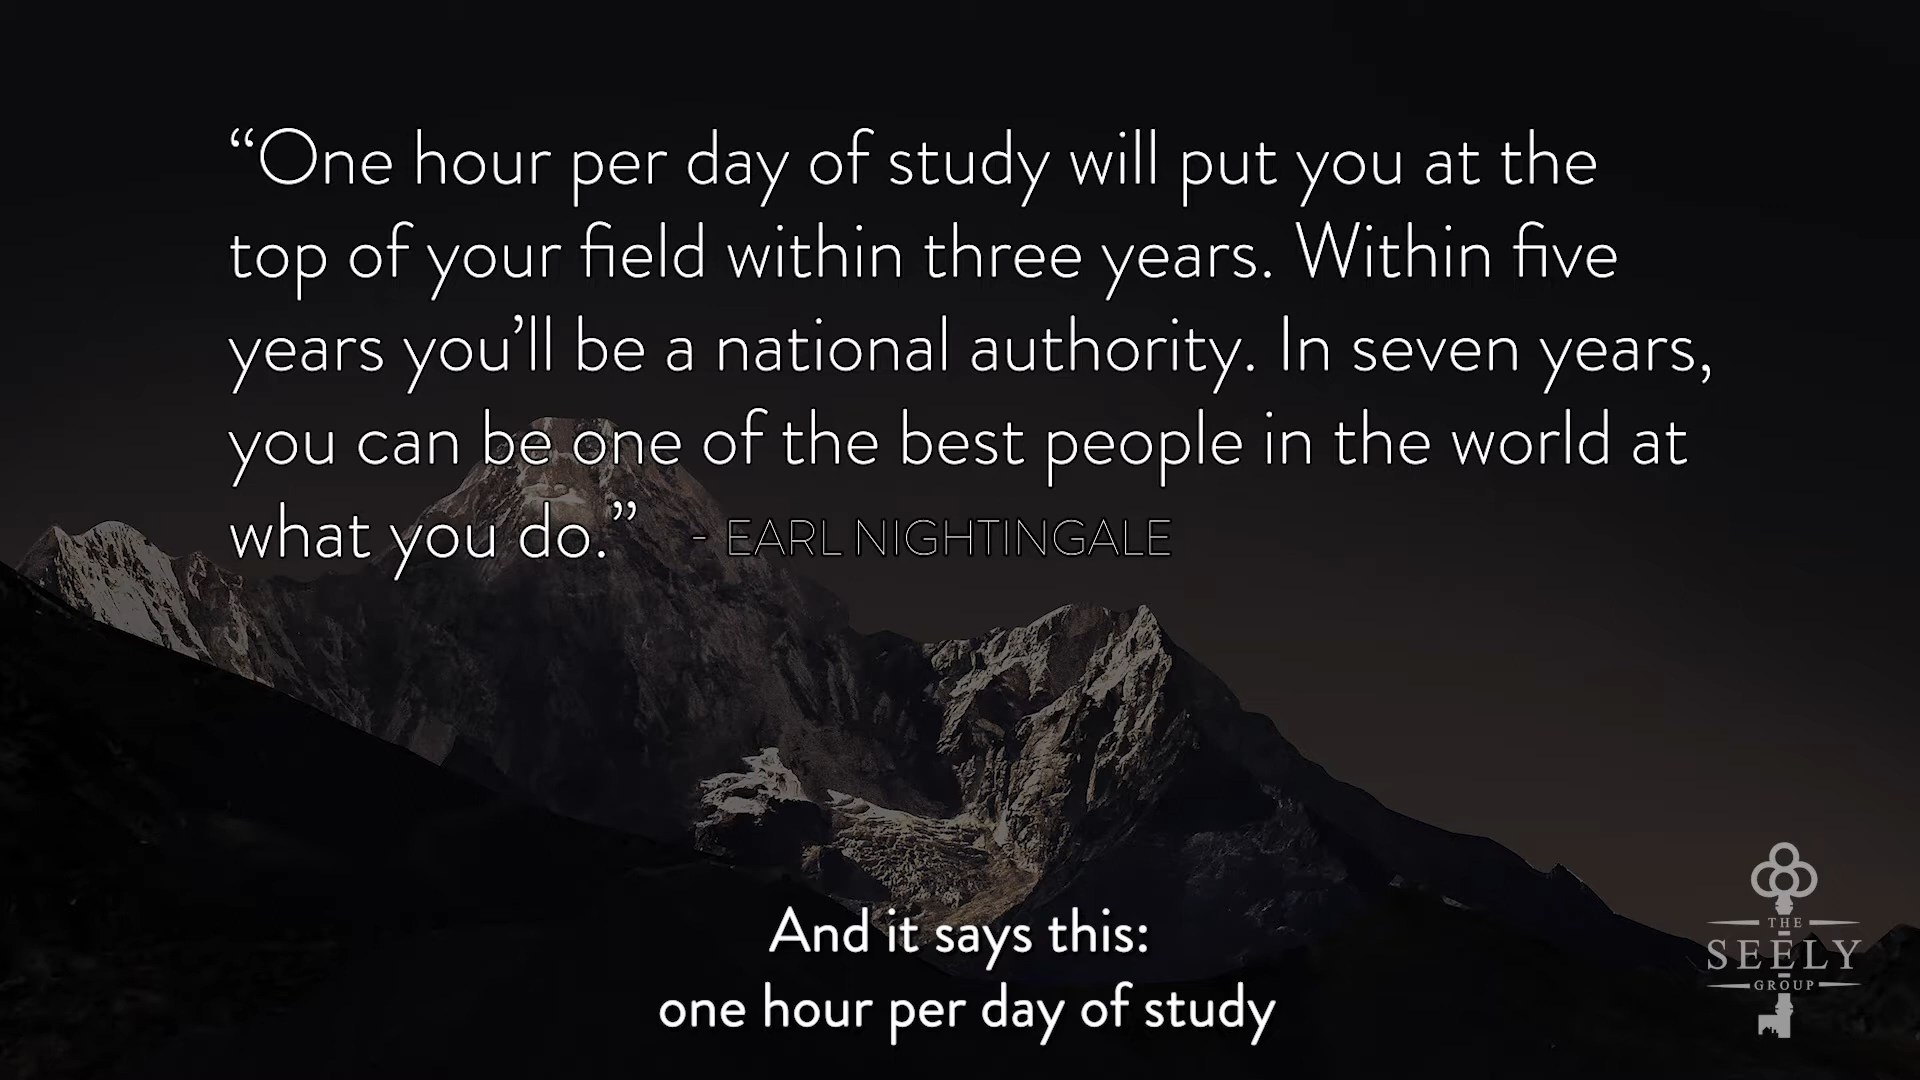 “One hour per day of study will put you at the
top of your field within three years. Within five
years you’ll be a national authority. In seven years,
you can be one of the best people in the world at
what you do.” - EARL NIGHTINGALE
And it says this:
one hour per day of study
THE
SEELY
GROUP